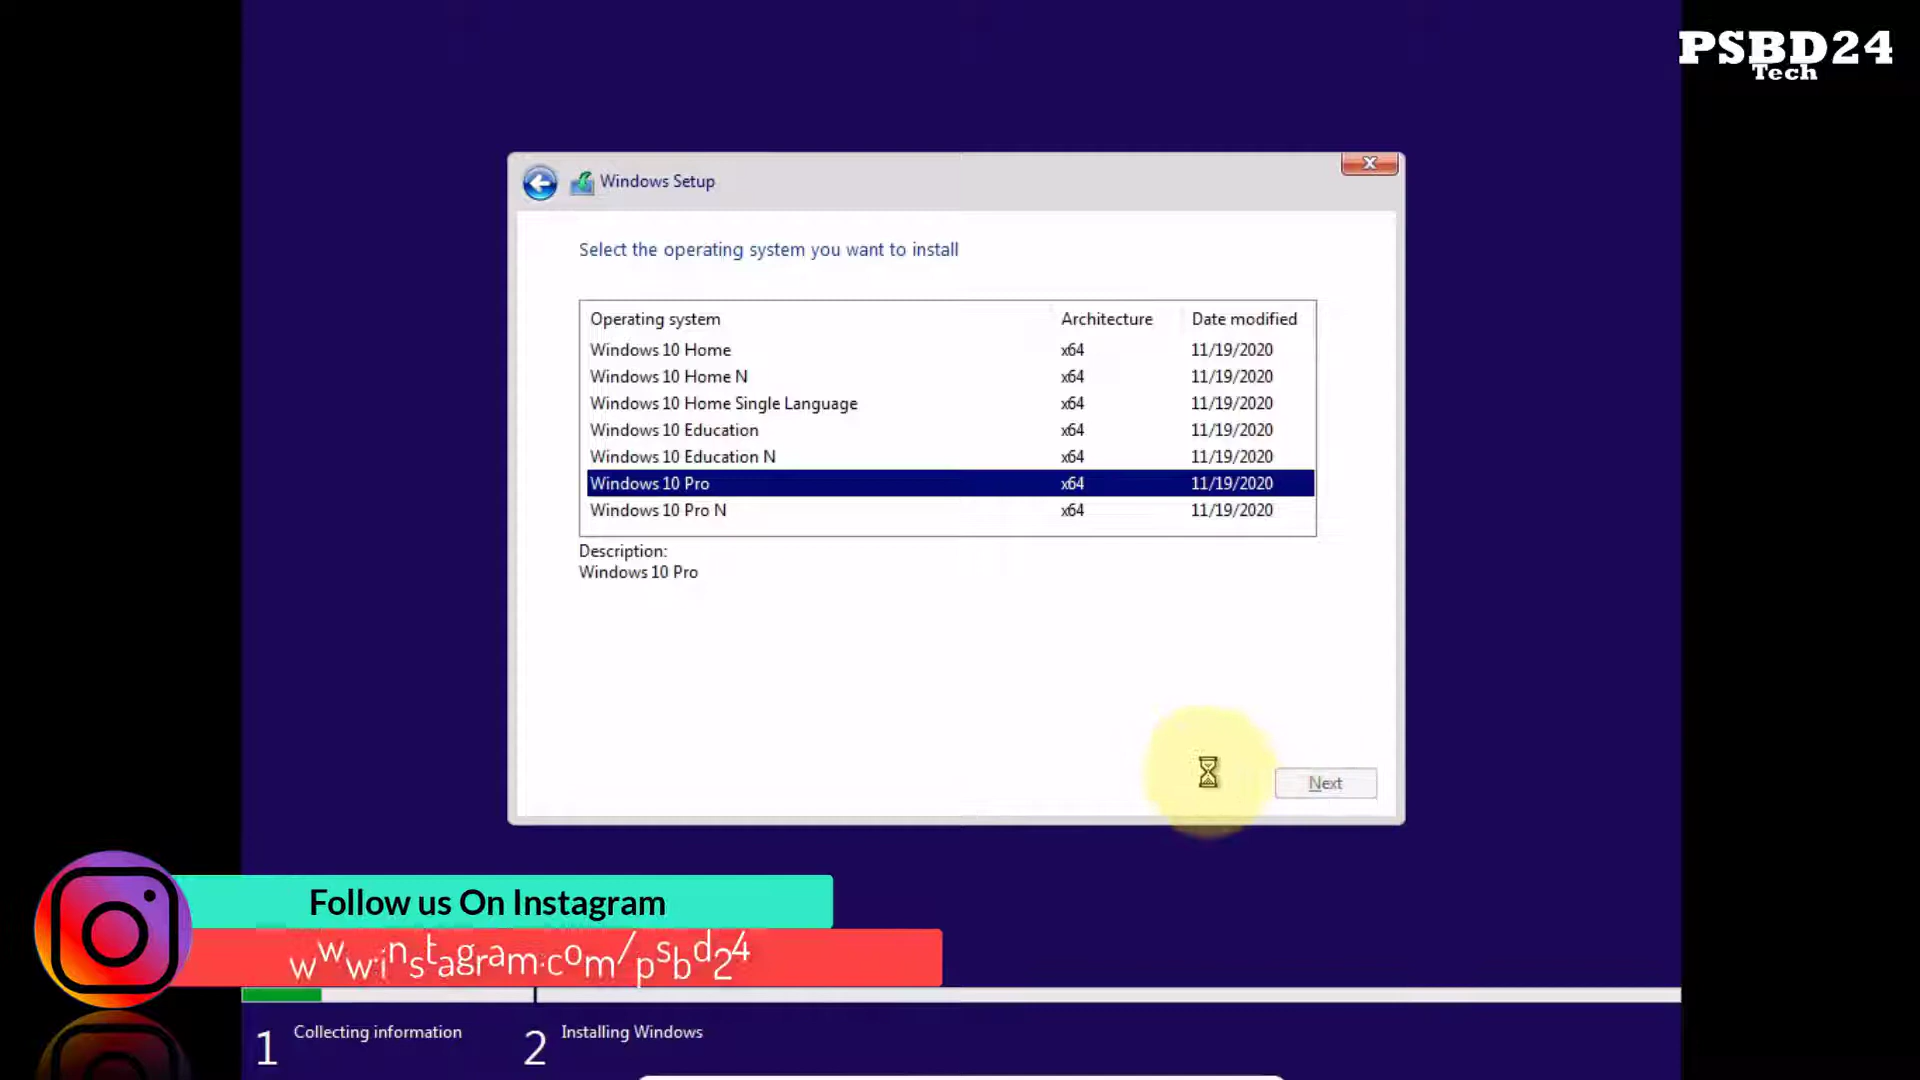 PSBD24
Tech
Windows Setup
Select the operating system you want to install
Operating system Architecture Date modified
Windows 10 Home x64 11/19/2020
Windows 10 Home N x64 11/19/2020
Windows 10 Home Single Language x64 11/19/2020
Windows 10 Education x64 11/19/2020
Windows 10 Education N x64 11/19/2020
Windows 10 Pro x64 11/19/2020
Windows 10 Pro N x64 11/19/2020
Description:
Windows 10 Pro
Next
Follow us On Instagram
www.instagram.com/psbd24
1 Collecting information 2 Installing Windows